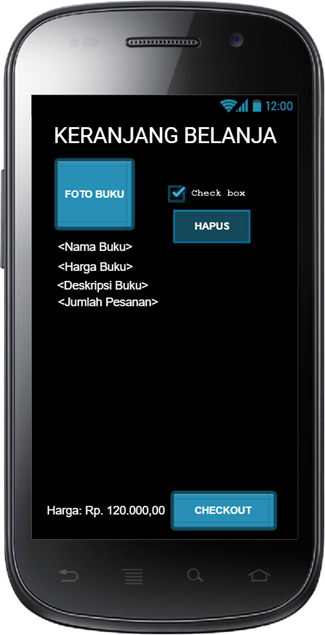 12:00
KERANJANG BELANJA
FOTO BUKU
Check box
HAPUS
<Nama Buku>
<Harga Buku>
<Deskripsi Buku>
<Jumlah Pesanan>
Harga: Rp. 120.000,00
CHECKOUT